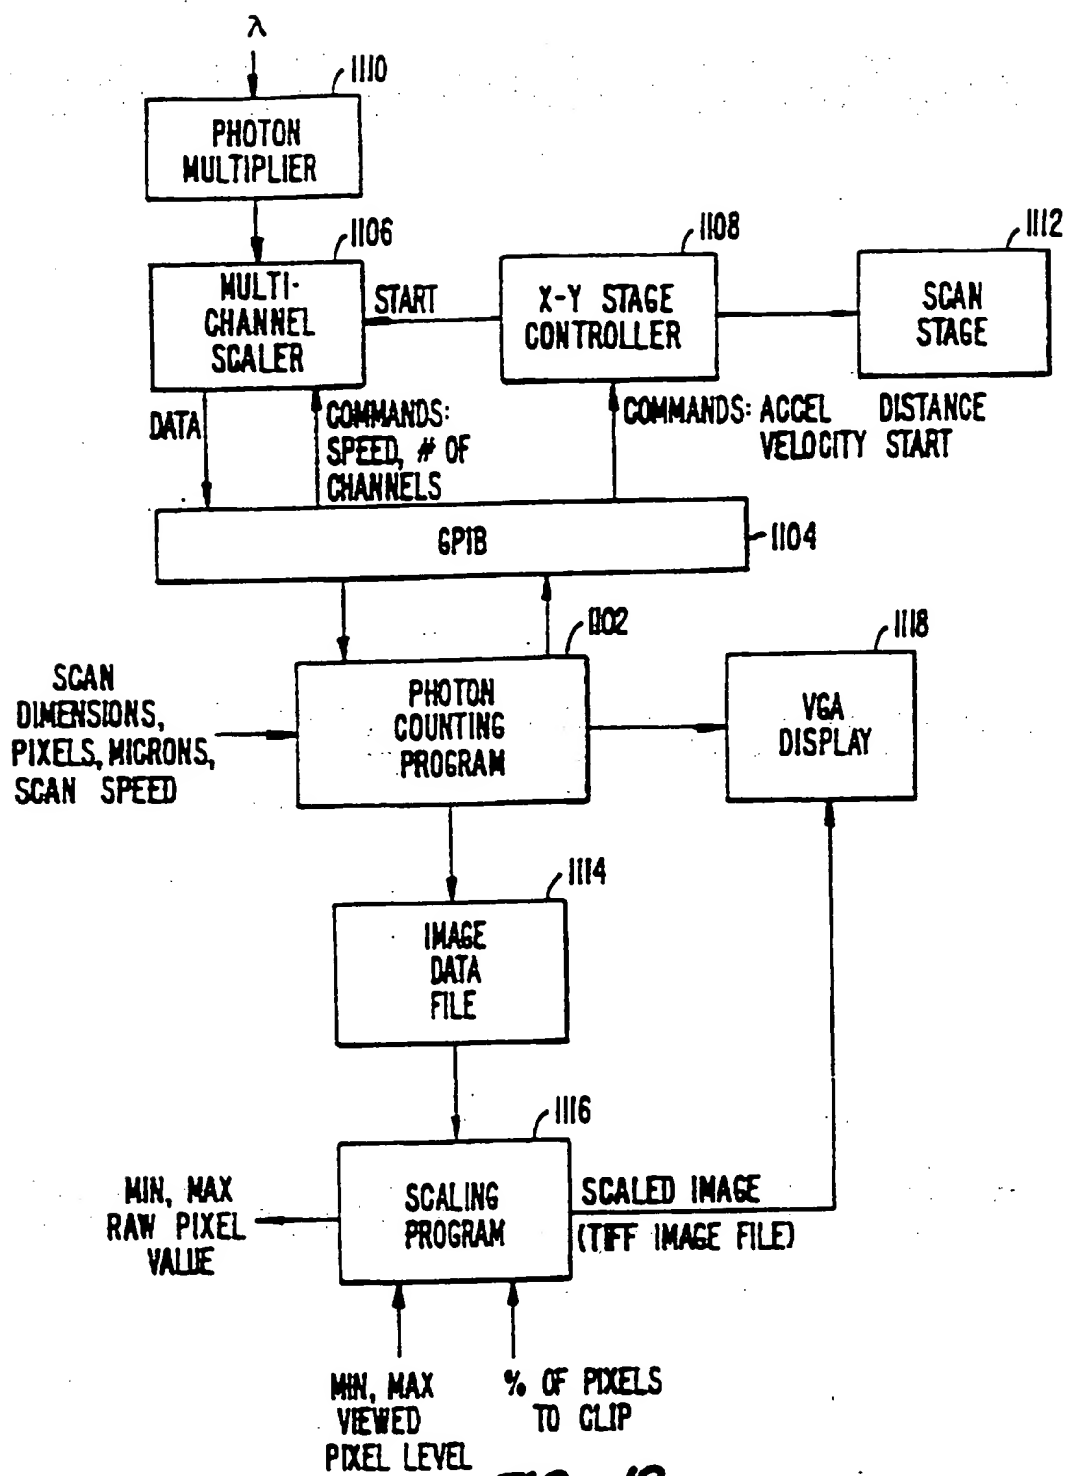 λ
1110
PHOTON
MULTIPLIER
1106
MULTI-
CHANNEL
SCALER
START
1108
X-Y STAGE
CONTROLLER
1112
SCAN
STAGE
DATA
COMMANDS:
SPEED, # OF
CHANNELS
COMMANDS: ACCEL DISTANCE
VELOCITY START
GPIB
1104
1102
PHOTON
COUNTING
PROGRAM
SCAN
DIMENSIONS,
PIXELS, MICRONS,
SCAN SPEED
1118
VGA
DISPLAY
1114
IMAGE
DATA
FILE
1116
SCALING
PROGRAM
MIN, MAX
RAW PIXEL
VALUE
SCALED IMAGE
(TIFF IMAGE FILE)
MIN, MAX
VIEWED
PIXEL LEVEL
% OF PIXELS
TO CLIP